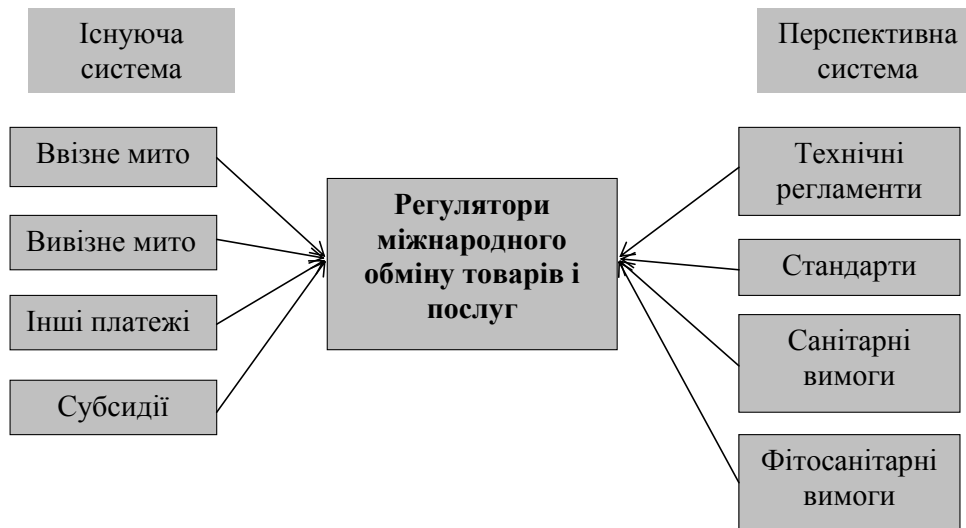 Існуюча
система
Ввізне мито
Вивізне мито
Інші платежі
Субсидії
Регулятори
міжнародного
обміну товарів і
послуг
Перспективна
система
Технічні
регламенти
Стандарти
Санітарні
вимоги
Фітосанітарні
вимоги